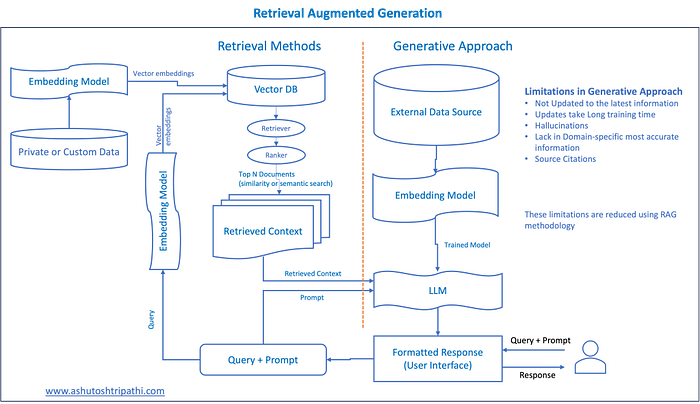 Retrieval Augmented Generation
Retrieval Methods
Generative Approach
Embedding Model
Vector embeddings
Vector DB
External Data Source
Limitations in Generative Approach
• Not Updated to the latest information
• Updates take Long training time
• Hallucinations
• Lack in Domain-specific most accurate
information
• Source Citations
Private or Custom Data
Vector
embeddings
Retriever
Ranker
Top N Documents
(similarity or semantic search)
Embedding Model
Retrieved Context
Embedding Model
These limitations are reduced using RAG
methodology
Trained Model
Retrieved Context
LLM
Prompt
Query
Query + Prompt
Formatted Response
(User Interface)
Query + Prompt
Response
www.ashutoshtripathi.com